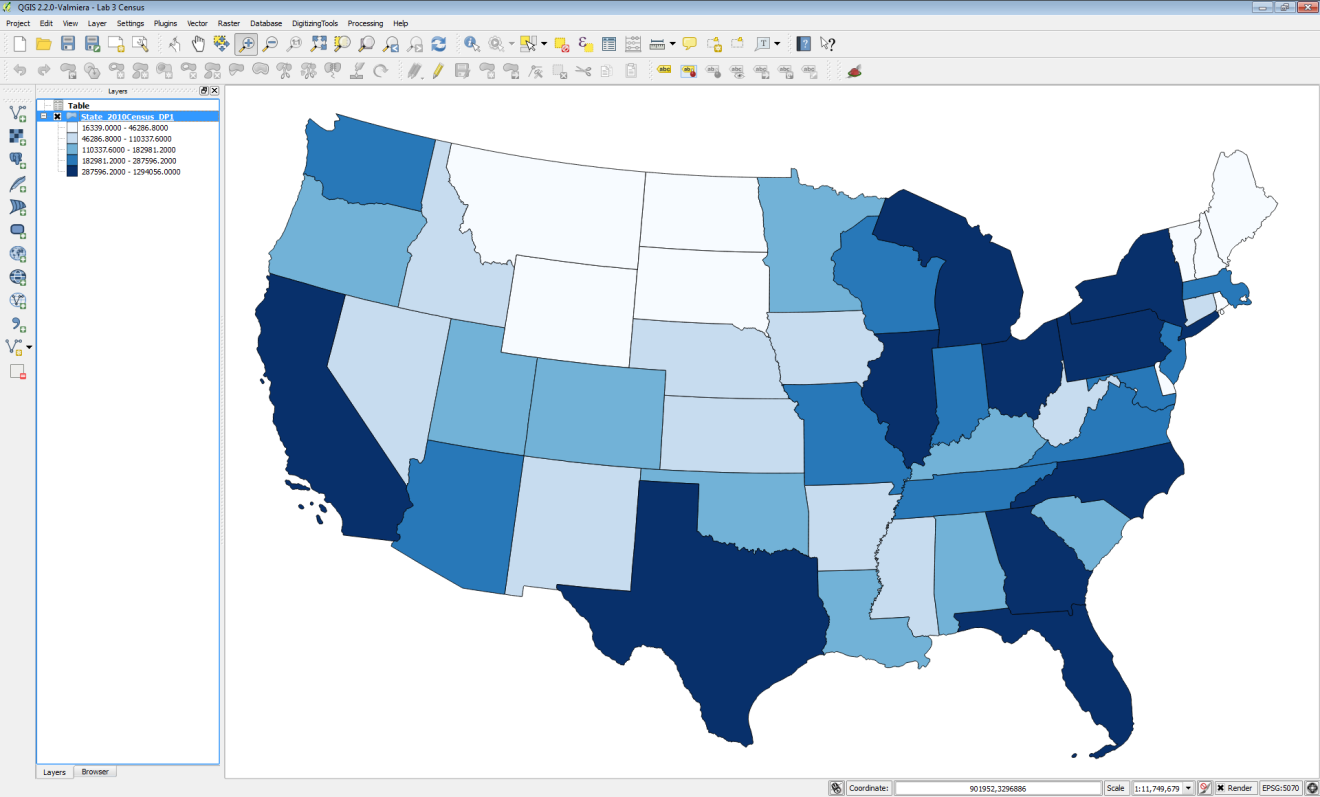 QGIS 2.2.0-Valmiera - Lab 3 Census
Project Edit View Layer Settings Plugins Vector Raster Database DigitizingTools Processing Help
Layers
Table
State_2010Census_DP1
16339.0000 - 46286.8000
46286.8000 - 110337.6000
110337.6000 - 182981.2000
182981.2000 - 287596.2000
287596.2000 - 1294056.0000
Layers Browser
Coordinate: 901952,3296886 Scale 1:11,749,679 Render EPSG:5070